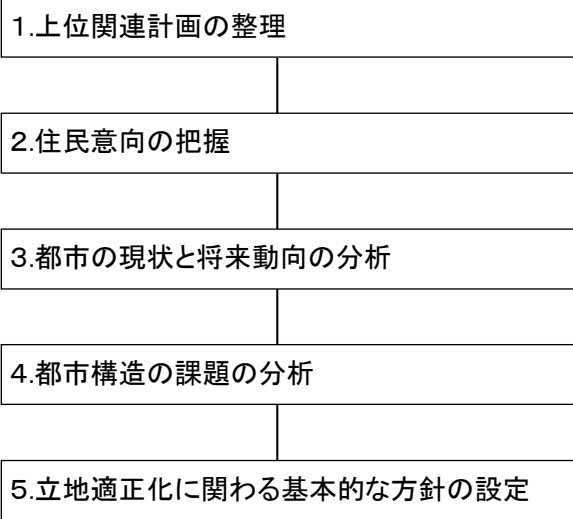 1.上位関連計画の整理
２.住民意向の把握
３.都市の現状と将来動向の分析
４.都市構造の課題の分析
５.立地適正化に関わる基本的な方針の設定